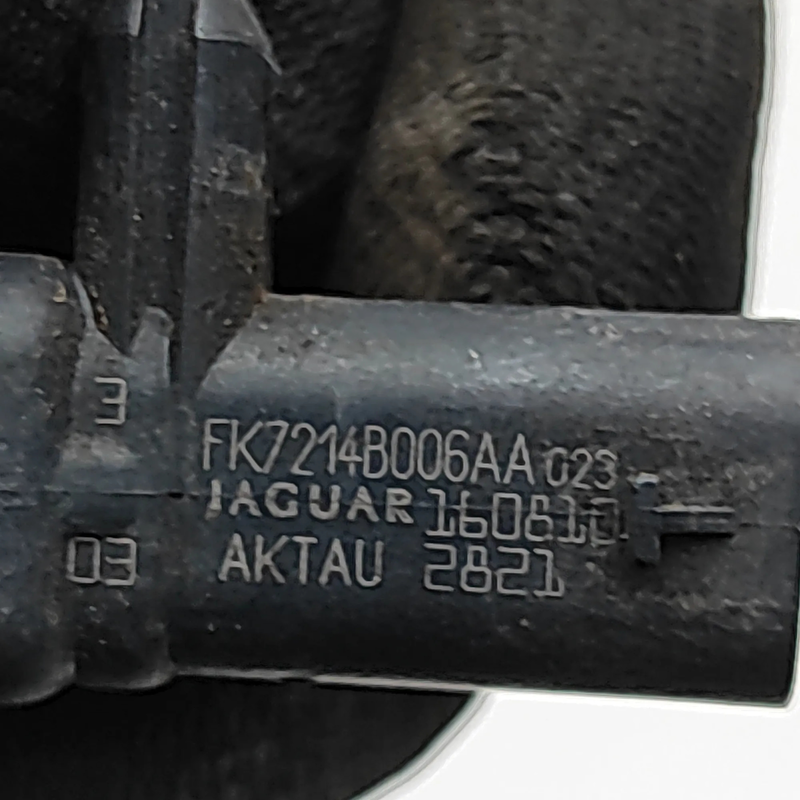 3
FK7214B006AA 023
JAGUAR 160810
03 AKTAU 2821